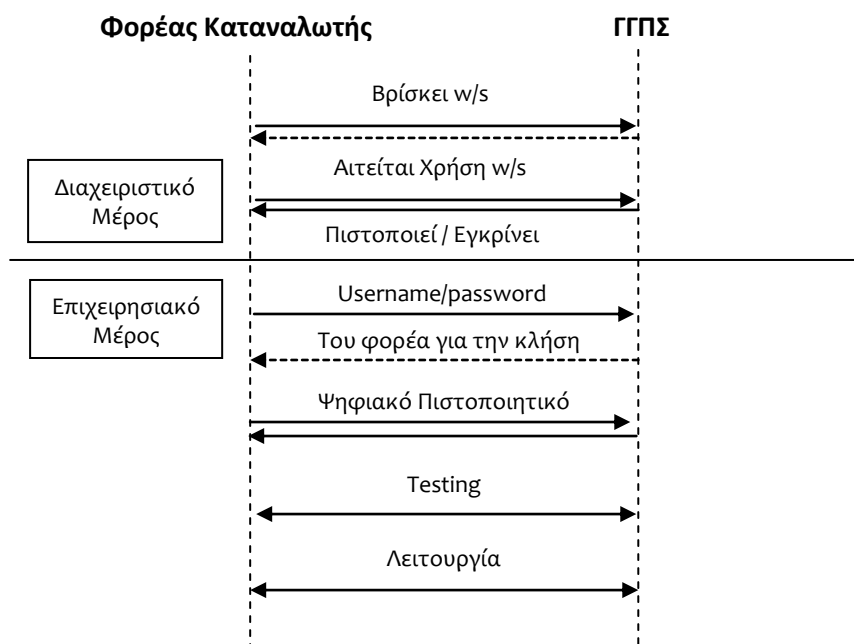 Φορέας Καταναλωτής ΓΓΠΣ
Βρίσκει w/s
Διαχειριστικό
Μέρος
Αιτείται Χρήση w/s
Πιστοποιεί / Εγκρίνει
Επιχειρησιακό
Μέρος
Username/password
Του φορέα για την κλήση
Ψηφιακό Πιστοποιητικό
Testing
Λειτουργία